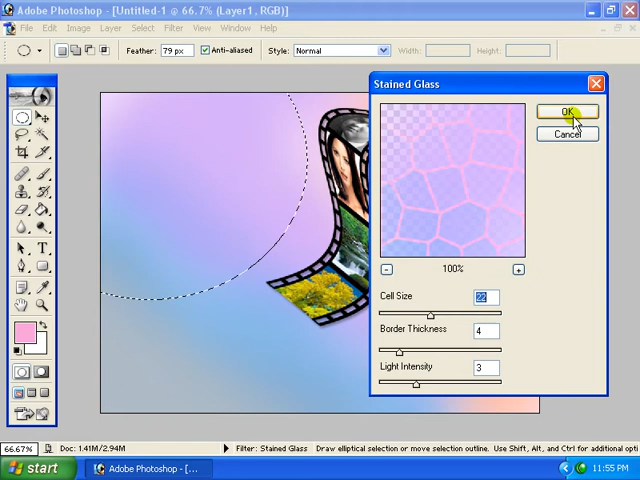 Adobe Photoshop - [Untitled-1 @ 66.7% (Layer1, RGB)]
File Edit Image Layer Select Filter View Window Help
Feather: 79 px Anti-aliased Style: Normal Width: Height:
Stained Glass
OK
Cancel
100%
Cell Size 22
Border Thickness 4
Light Intensity 3
66.67% Doc: 1.41M/2.94M Filter: Stained Glass Draw elliptical selection or move selection outline. Use Shift, Alt, and Ctrl for additional opti
start Adobe Photoshop - [... 11:55 PM